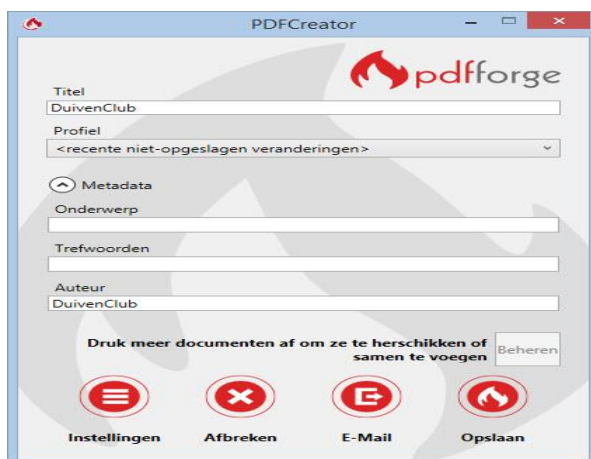 PDFCreator
pdfforge
Titel
DuivenClub
Profiel
<recente niet-opgeslagen veranderingen>
Metadata
Onderwerp
Trefwoorden
Auteur
DuivenClub
Druk meer documenten af om ze te herschikken of
samen te voegen
Beheren
Instellingen Afbreken E-Mail Opslaan